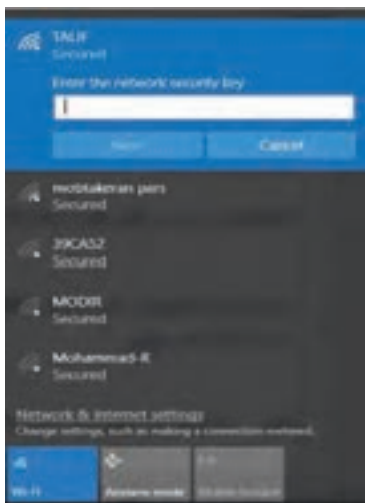 TALIF
Secured
Enter the network security key
Next
Cancel
mobtakeran pars
Secured
39CA52
Secured
MODIR
Secured
Mohammad-R
Secured
Network & Internet settings
Change settings, such as making a connection metered.
Wi-Fi
Airplane mode